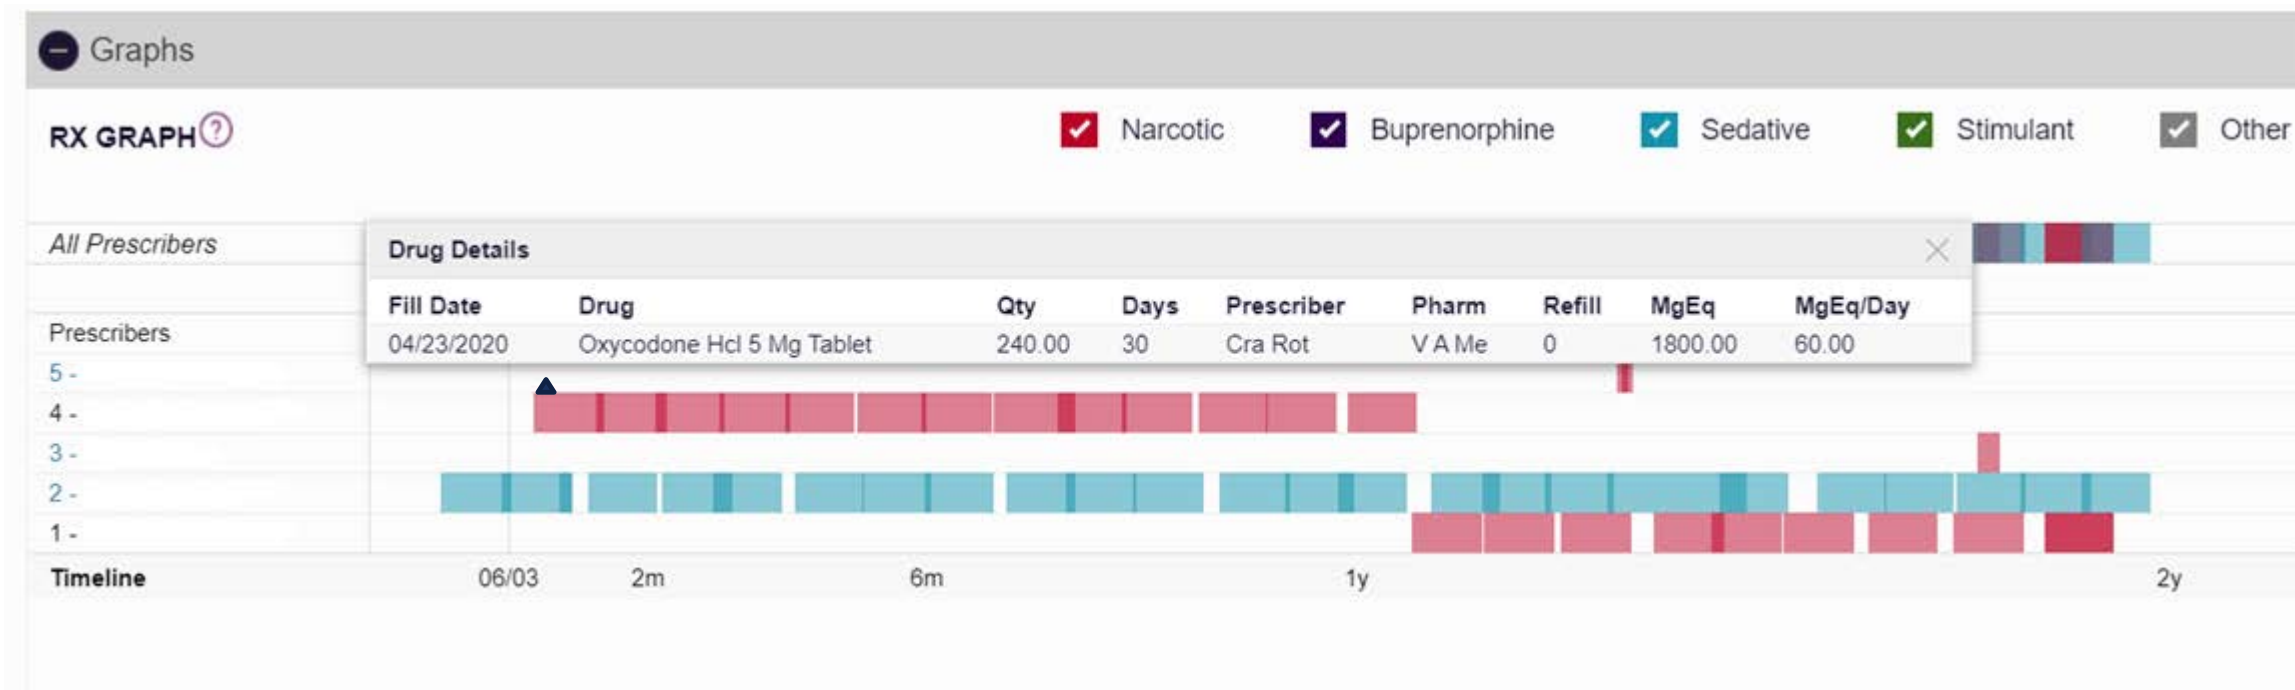 Graphs
RX GRAPH ?
Narcotic Buprenorphine Sedative Stimulant Other
All Prescribers
Drug Details
Fill Date Drug Qty Days Prescriber Pharm Refill MgEq MgEq/Day
04/23/2020 Oxycodone Hcl 5 Mg Tablet 240.00 30 Cra Rot V A Me 0 1800.00 60.00
Prescribers
5 -
4 -
3 -
2 -
1 -
Timeline 06/03 2m 6m 1y 2y